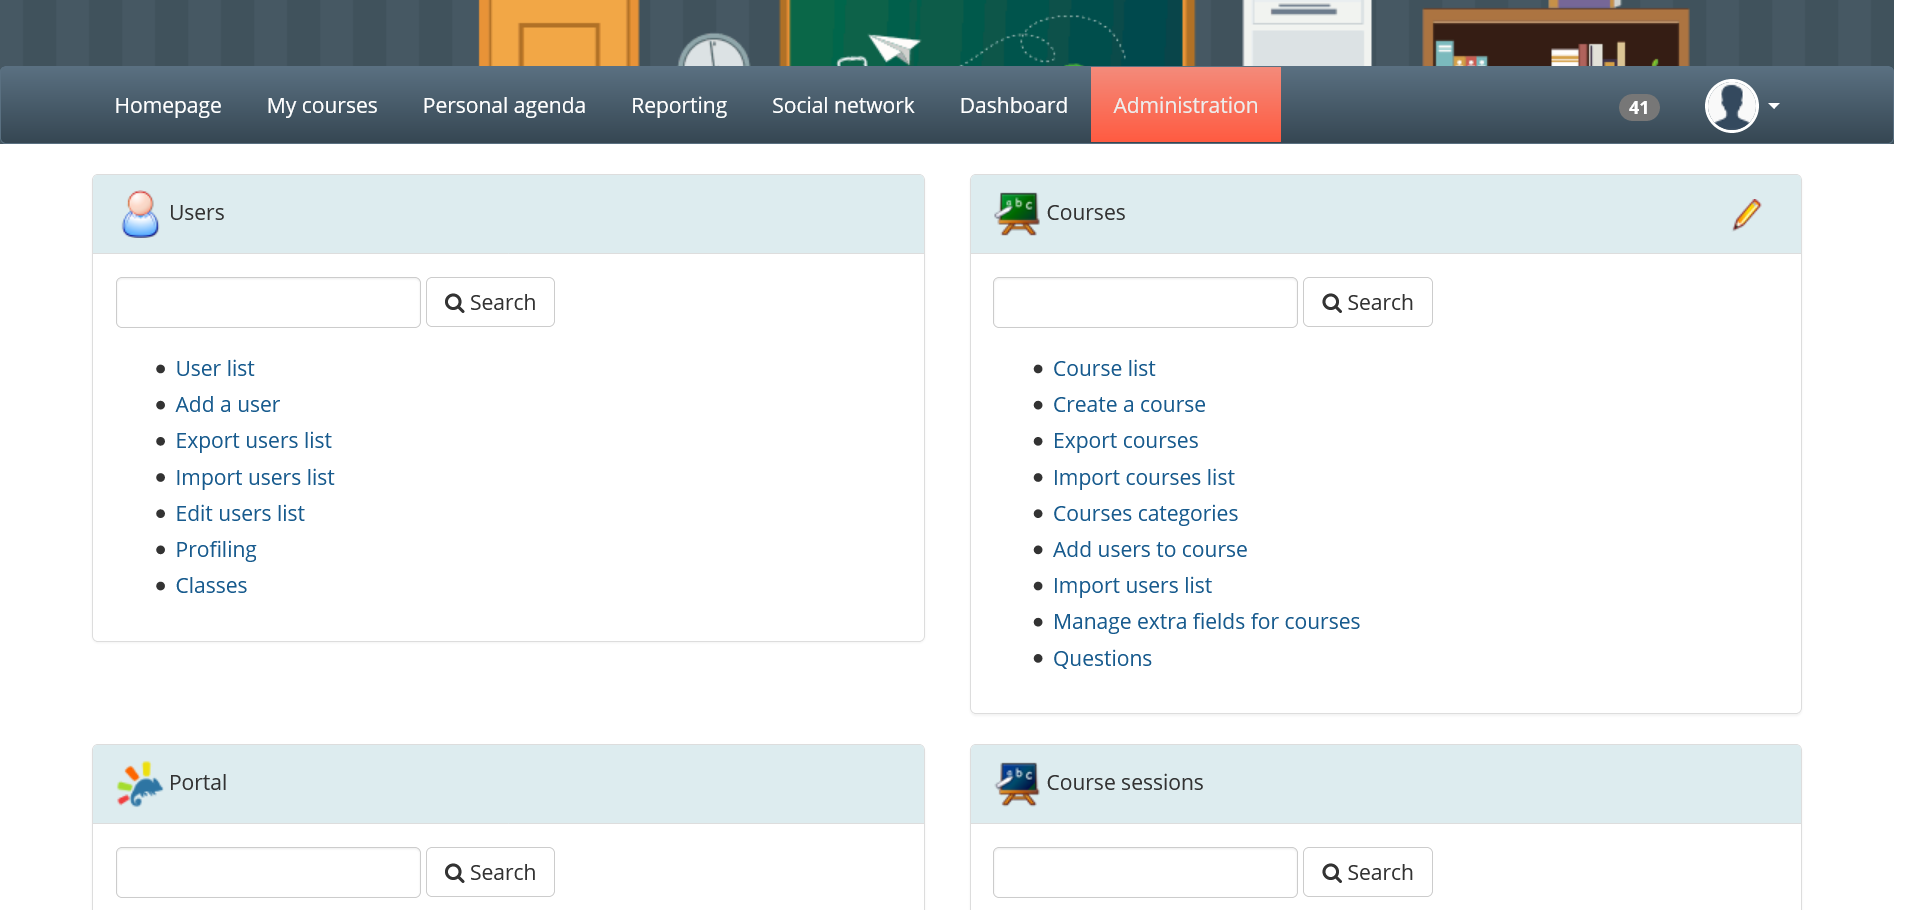 Homepage My courses Personal agenda Reporting Social network Dashboard Administration 41
Users
Search
User list
Add a user
Export users list
Import users list
Edit users list
Profiling
Classes
abc Courses
Search
Course list
Create a course
Export courses
Import courses list
Courses categories
Add users to course
Import users list
Manage extra fields for courses
Questions
Portal
Search
abc Course sessions
Search